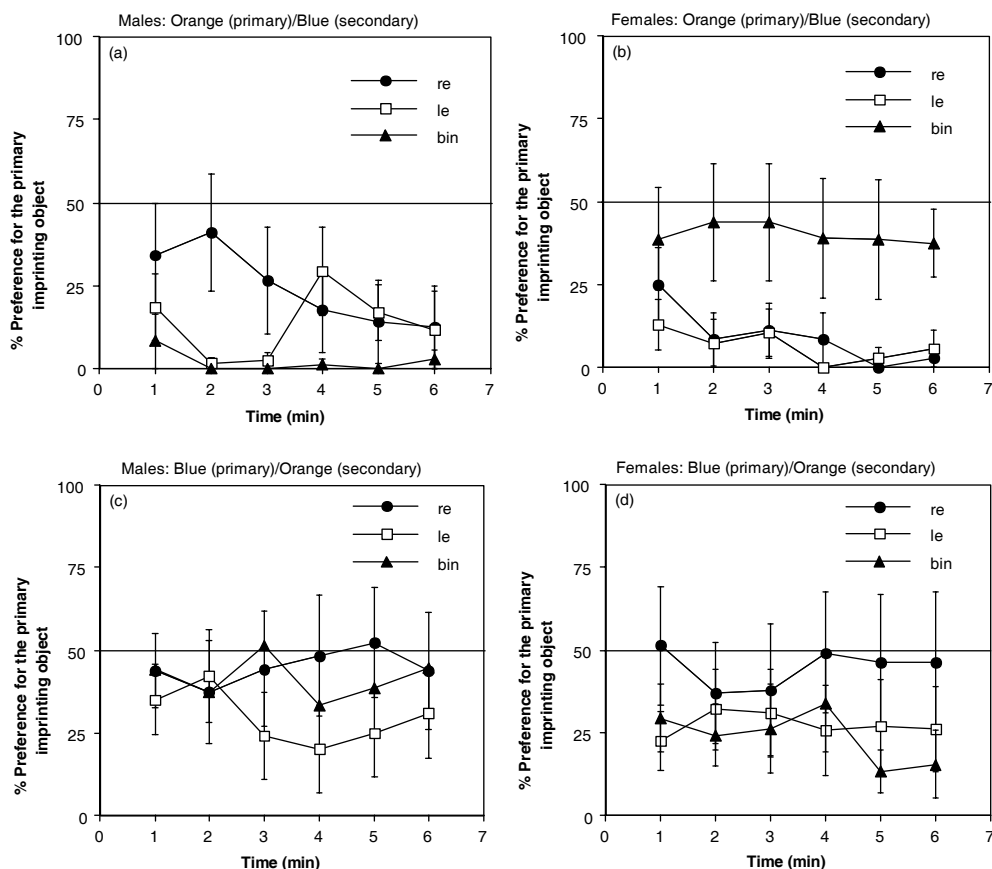 Males: Orange (primary)/Blue (secondary)
(a)
re
le
bin
% Preference for the primary
imprinting object
100
75
50
25
0
0 1 2 3 4 5 6 7
Time (min)
Females: Orange (primary)/Blue (secondary)
(b)
re
le
bin
% Preference for the primary
imprinting object
100
75
50
25
0
0 1 2 3 4 5 6 7
Time (min)
Males: Blue (primary)/Orange (secondary)
(c)
re
le
bin
% Preference for the primary
imprinting object
100
75
50
25
0
0 1 2 3 4 5 6 7
Time (min)
Females: Blue (primary)/Orange (secondary)
(d)
re
le
bin
% Preference for the primary
imprinting object
100
75
50
25
0
0 1 2 3 4 5 6 7
Time (min)